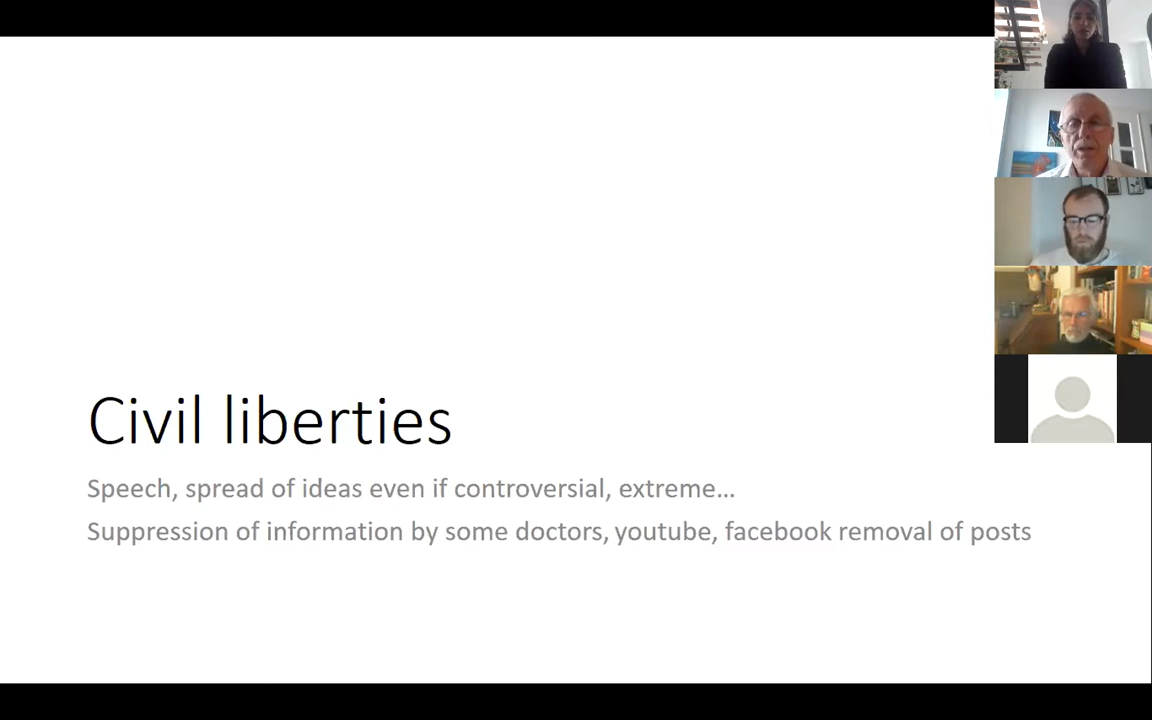 Civil liberties
Speech, spread of ideas even if controversial, extreme…
Suppression of information by some doctors, youtube, facebook removal of posts